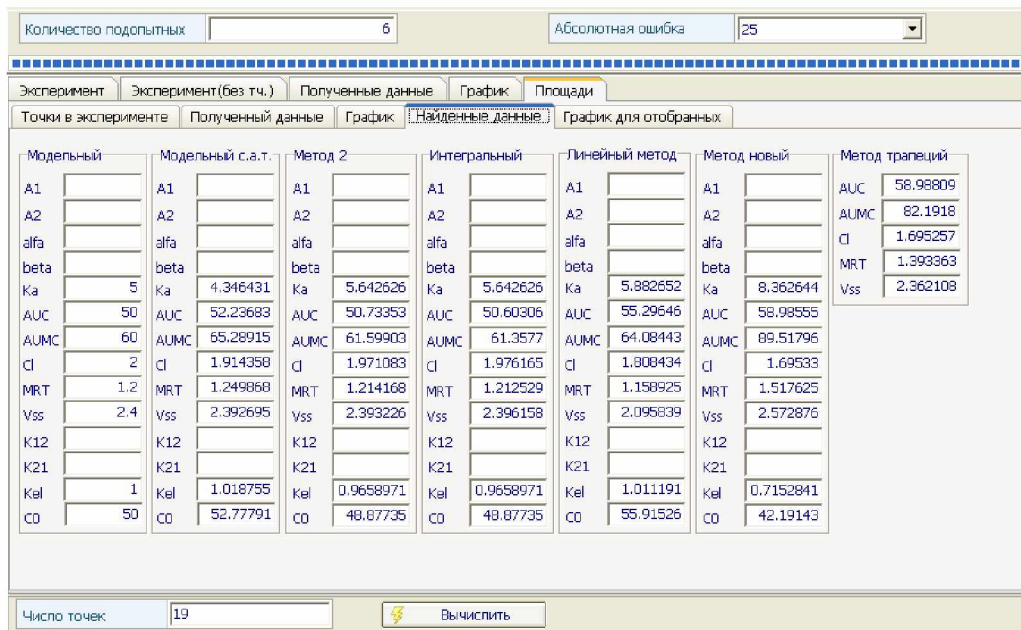 Количество подопытных 6 Абсолютная ошибка 25
Эксперимент Эксперимент(без тч.) Полученные данные График Площади
Точки в эксперименте Полученный данные График Найденные данные График для отобранных
Модельный Модельный с.а.т. Метод 2 Интегральный Линейный метод Метод новый Метод трапеций
A1 A1 A1 A1 A1 A1 AUC 58.98809
A2 A2 A2 A2 A2 A2 AUMC 82.1918
alfa alfa alfa alfa alfa alfa Cl 1.695257
beta beta beta beta beta beta MRT 1.393363
Ka 5 Ka 4.346431 Ka 5.642626 Ka 5.642626 Ka 5.882652 Ka 8.362644 Vss 2.362108
AUC 50 AUC 52.23683 AUC 50.73353 AUC 50.60306 AUC 55.29646 AUC 58.98555
AUMC 60 AUMC 65.28915 AUMC 61.59903 AUMC 61.3577 AUMC 64.08443 AUMC 89.51796
Cl 2 Cl 1.914358 Cl 1.971083 Cl 1.976165 Cl 1.808434 Cl 1.69533
MRT 1.2 MRT 1.249868 MRT 1.214168 MRT 1.212529 MRT 1.158925 MRT 1.517625
Vss 2.4 Vss 2.392695 Vss 2.393226 Vss 2.396158 Vss 2.095839 Vss 2.572876
K12 K12 K12 K12 K12 K12
K21 K21 K21 K21 K21 K21
Kel 1 Kel 1.018755 Kel 0.9658971 Kel 0.9658971 Kel 1.011191 Kel 0.7152841
C0 50 C0 52.77791 C0 48.87735 C0 48.87735 C0 55.91526 C0 42.19143
Число точек 19 Вычислить